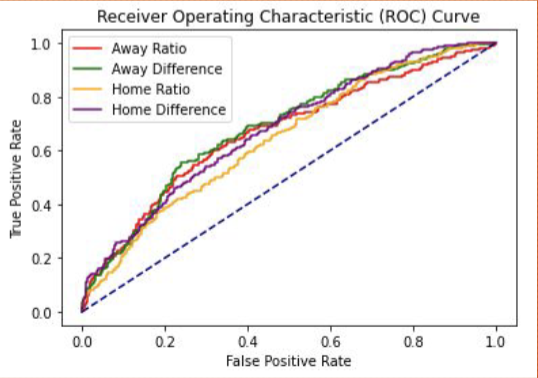 Receiver Operating Characteristic (ROC) Curve
1.0
0.8
0.6
0.4
0.2
0.0
True Positive Rate
Away Ratio
Away Difference
Home Ratio
Home Difference
0.0 0.2 0.4 0.6 0.8 1.0
False Positive Rate